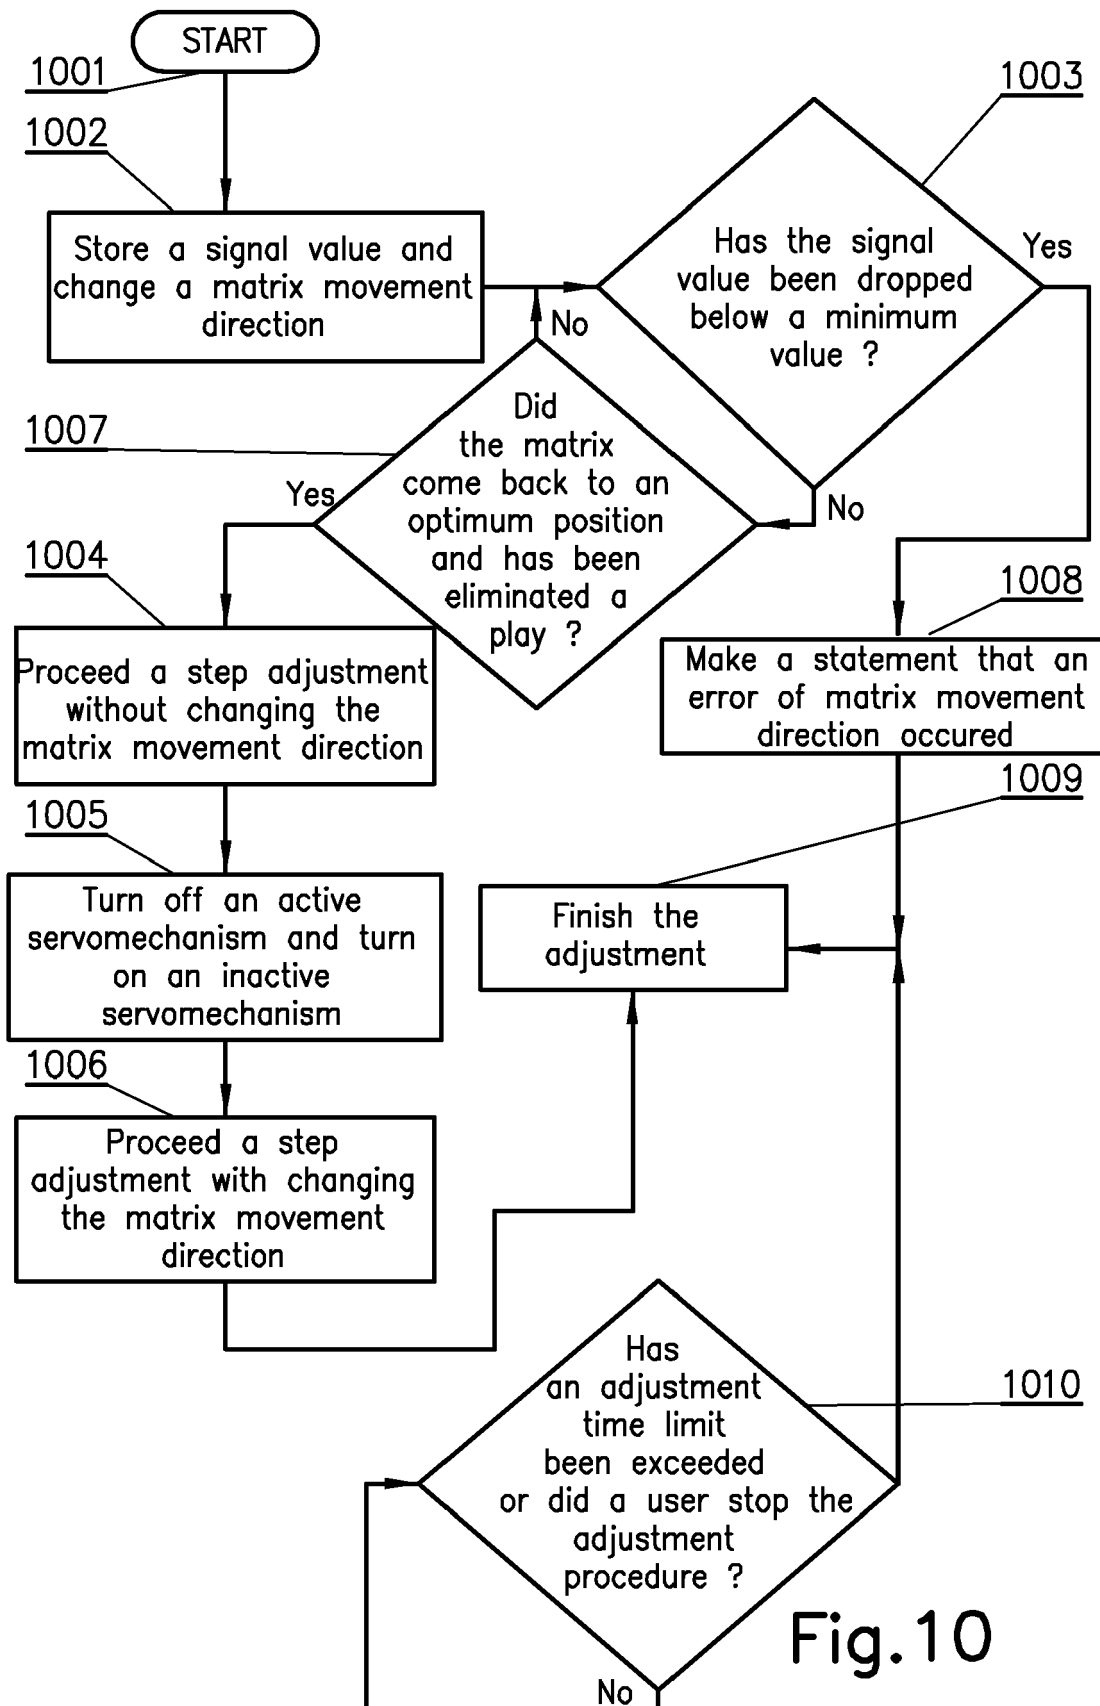 START
1001
1002
Store a signal value and
change a matrix movement
direction
1003
Has the signal
value been dropped
below a minimum
value ?
Yes
No
No
1007
Did
the matrix
come back to an
optimum position
and has been
eliminated a
play ?
Yes
1004
Proceed a step adjustment
without changing the
matrix movement direction
1008
Make a statement that an
error of matrix movement
direction occured
1005
Turn off an active
servomechanism and turn
on an inactive
servomechanism
1009
Finish the
adjustment
1006
Proceed a step
adjustment with changing
the matrix movement
direction
1010
Has
an adjustment
time limit
been exceeded
or did a user stop the
adjustment
procedure ?
No
Fig.10